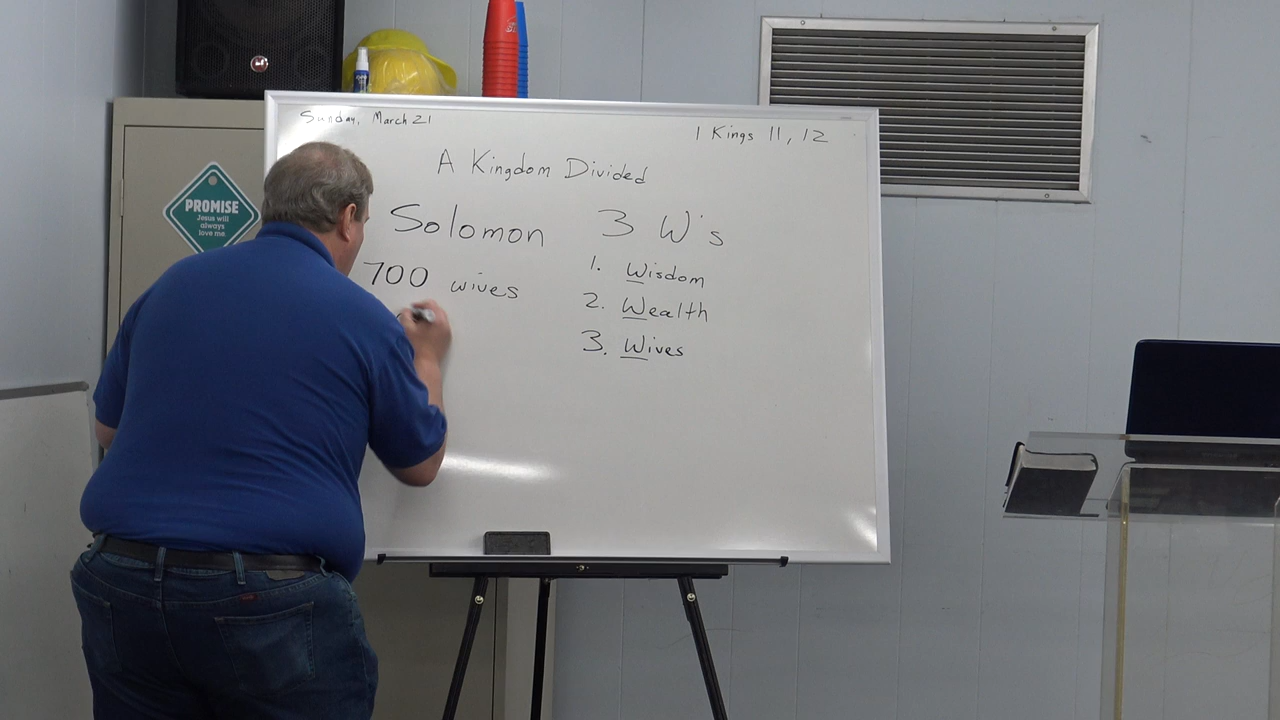 Sunday, March 21
1 Kings 11, 12
A Kingdom Divided
Solomon
700 wives
3 W's
1. Wisdom
2. Wealth
3. Wives
PROMISE
Jesus will
always
love me